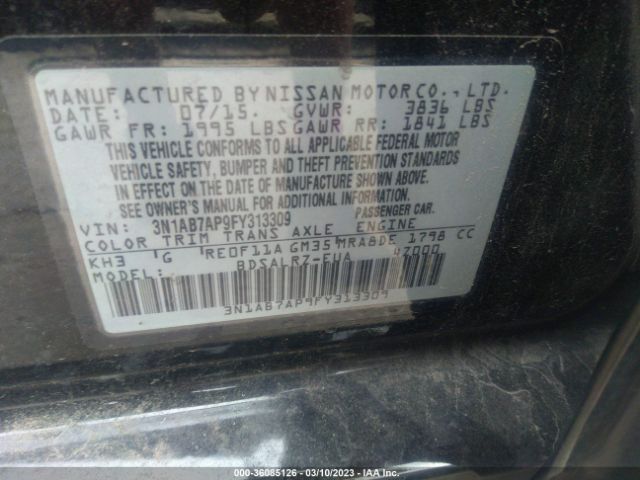 MANUFACTURED BY NISSAN MOTOR CO., LTD.
DATE: 07/15. GVWR: 3836 LBS
GAWR FR: 1995 LBS GAWR RR: 1841 LBS
THIS VEHICLE CONFORMS TO ALL APPLICABLE FEDERAL MOTOR
VEHICLE SAFETY, BUMPER AND THEFT PREVENTION STANDARDS
IN EFFECT ON THE DATE OF MANUFACTURE SHOWN ABOVE.
SEE OWNER'S MANUAL FOR ADDITIONAL INFORMATION.
VIN: 3N1AB7AP9FY313309 PASSENGER CAR.
COLOR TRIM TRANS AXLE ENGINE
KH3 G RE0F11A GM35 MRA8DE 1798 CC
MODEL: BDSALRZ-EUA 4Z000
3N1AB7AP9FY313309
000-36085126 - 03/10/2023 - IAA Inc.